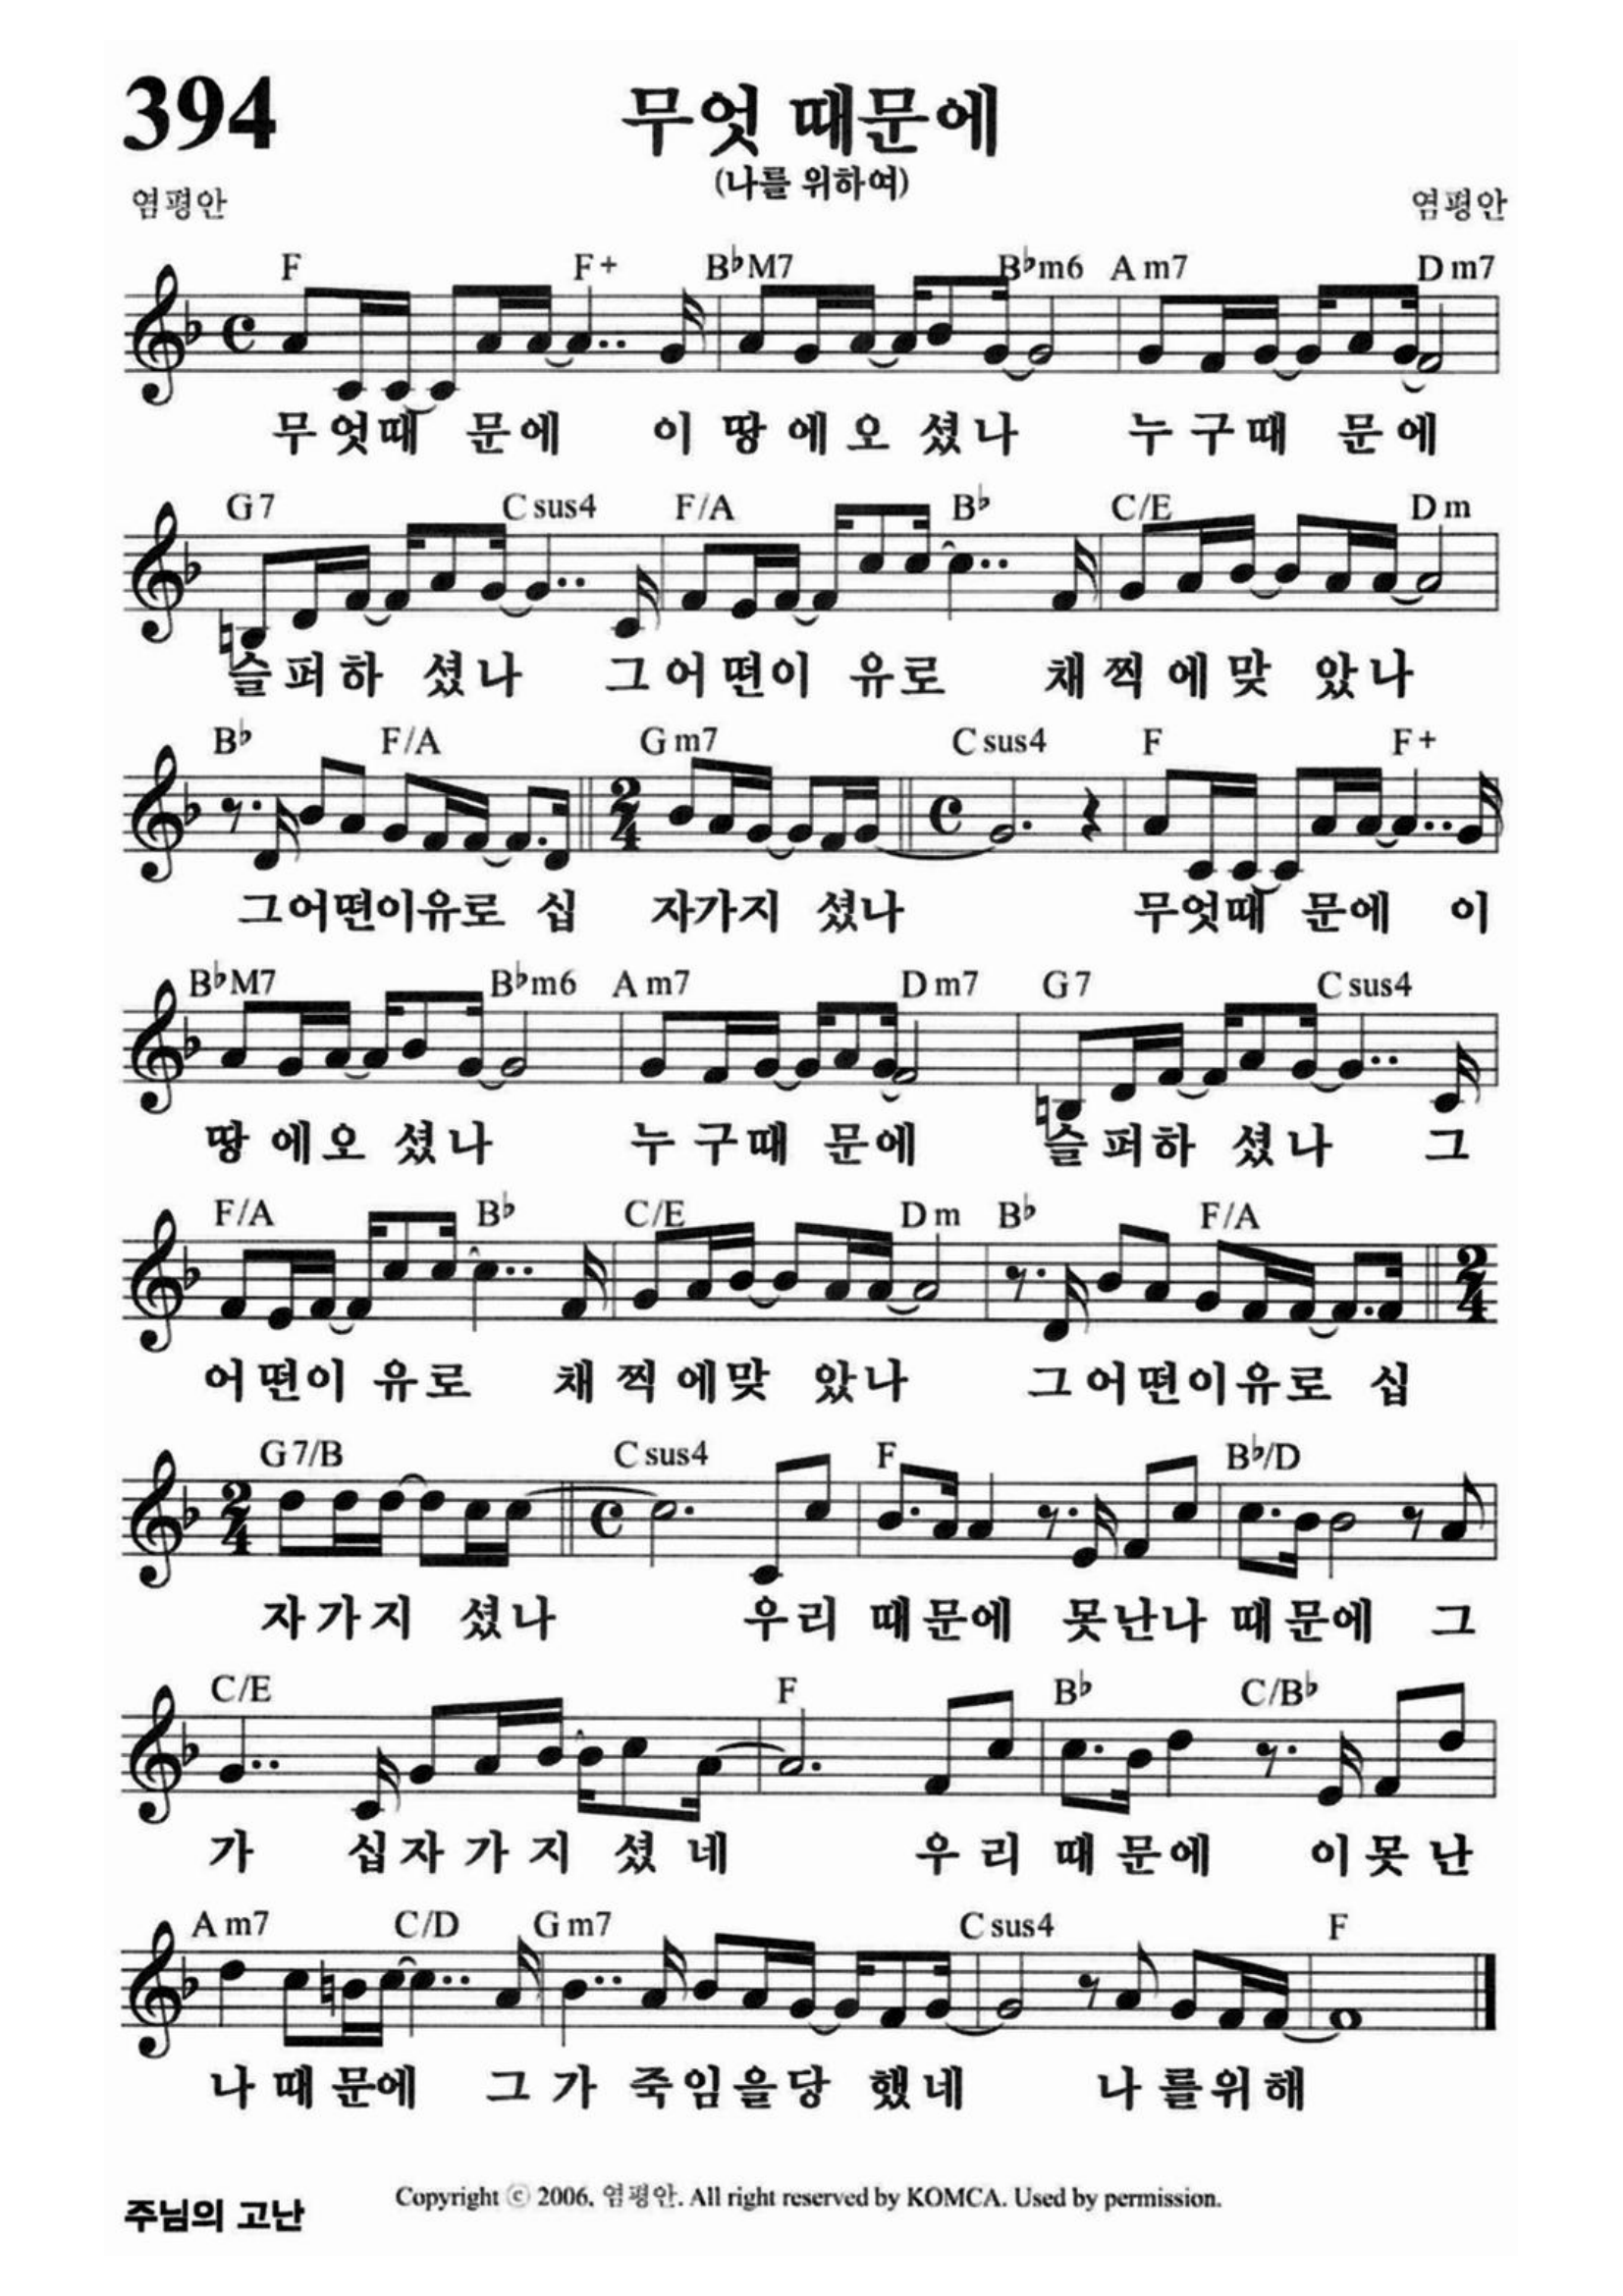 394
무엇 때문에
(나를 위하여)
염평안 염평안
F F+ B♭M7 B♭m6 Am7 Dm7
무엇때 문에 이 땅에오 셨나 누구때 문에
G7 Csus4 F/A B♭ C/E Dm
슬퍼하 셨나 그어떤이 유로 채찍에맞 았나
B♭ F/A Gm7 Csus4 F F+
그어떤이유로 십 자가지 셨나 무엇때 문에 이
B♭M7 B♭m6 Am7 Dm7 G7 Csus4
땅에오 셨나 누구때 문에 슬퍼하 셨나 그
F/A B♭ C/E Dm B♭ F/A
어떤이 유로 채찍에맞 았나 그어떤이유로 십
G7/B Csus4 F B♭/D
자가지 셨나 우리 때문에 못난나 때문에 그
C/E F B♭ C/B♭
가 십자가지 셨네 우리 때문에 이못난
Am7 C/D Gm7 Csus4 F
나때문에 그가 죽임을당 했네 나를위해
주님의 고난 Copyright ⓒ 2006. 염평안. All right reserved by KOMCA. Used by permission.